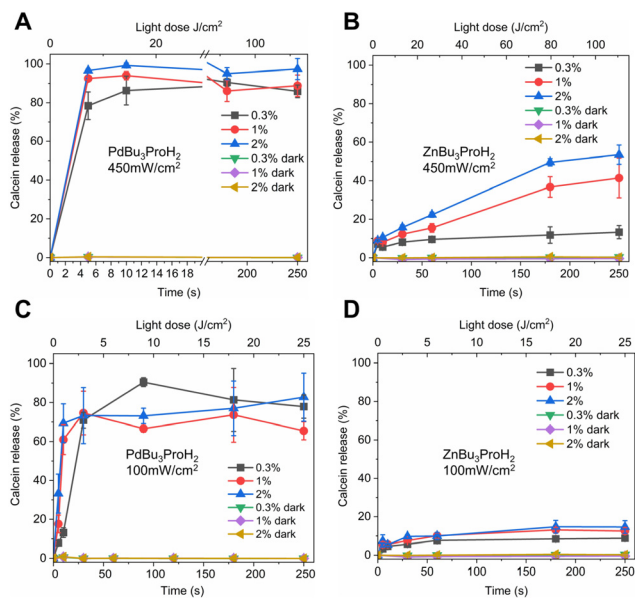 A
Light dose J/cm2
0 20 100
Calcein release (%)
100
80
60
40
20
0
PdBu3ProH2
450mW/cm2
0.3%
1%
2%
0.3% dark
1% dark
2% dark
0 2 4 6 8 10 12 14 16 18 200 250
Time (s)
B
Light dose (J/cm2)
0 20 40 60 80 100
Calcein release (%)
100
80
60
40
20
0
0.3%
1%
2%
0.3% dark
1% dark
2% dark
ZnBu3ProH2
450mW/cm2
0 50 100 150 200 250
Time (s)
C
Light dose (J/cm2)
0 5 10 15 20 25
Calcein release (%)
100
80
60
40
20
0
PdBu3ProH2
100mW/cm2
0.3%
1%
2%
0.3% dark
1% dark
2% dark
0 50 100 150 200 250
Time (s)
D
Light dose (J/cm2)
0 5 10 15 20 25
Calcein release (%)
100
80
60
40
20
0
0.3%
1%
2%
0.3% dark
1% dark
2% dark
ZnBu3ProH2
100mW/cm2
0 50 100 150 200 250
Time (s)